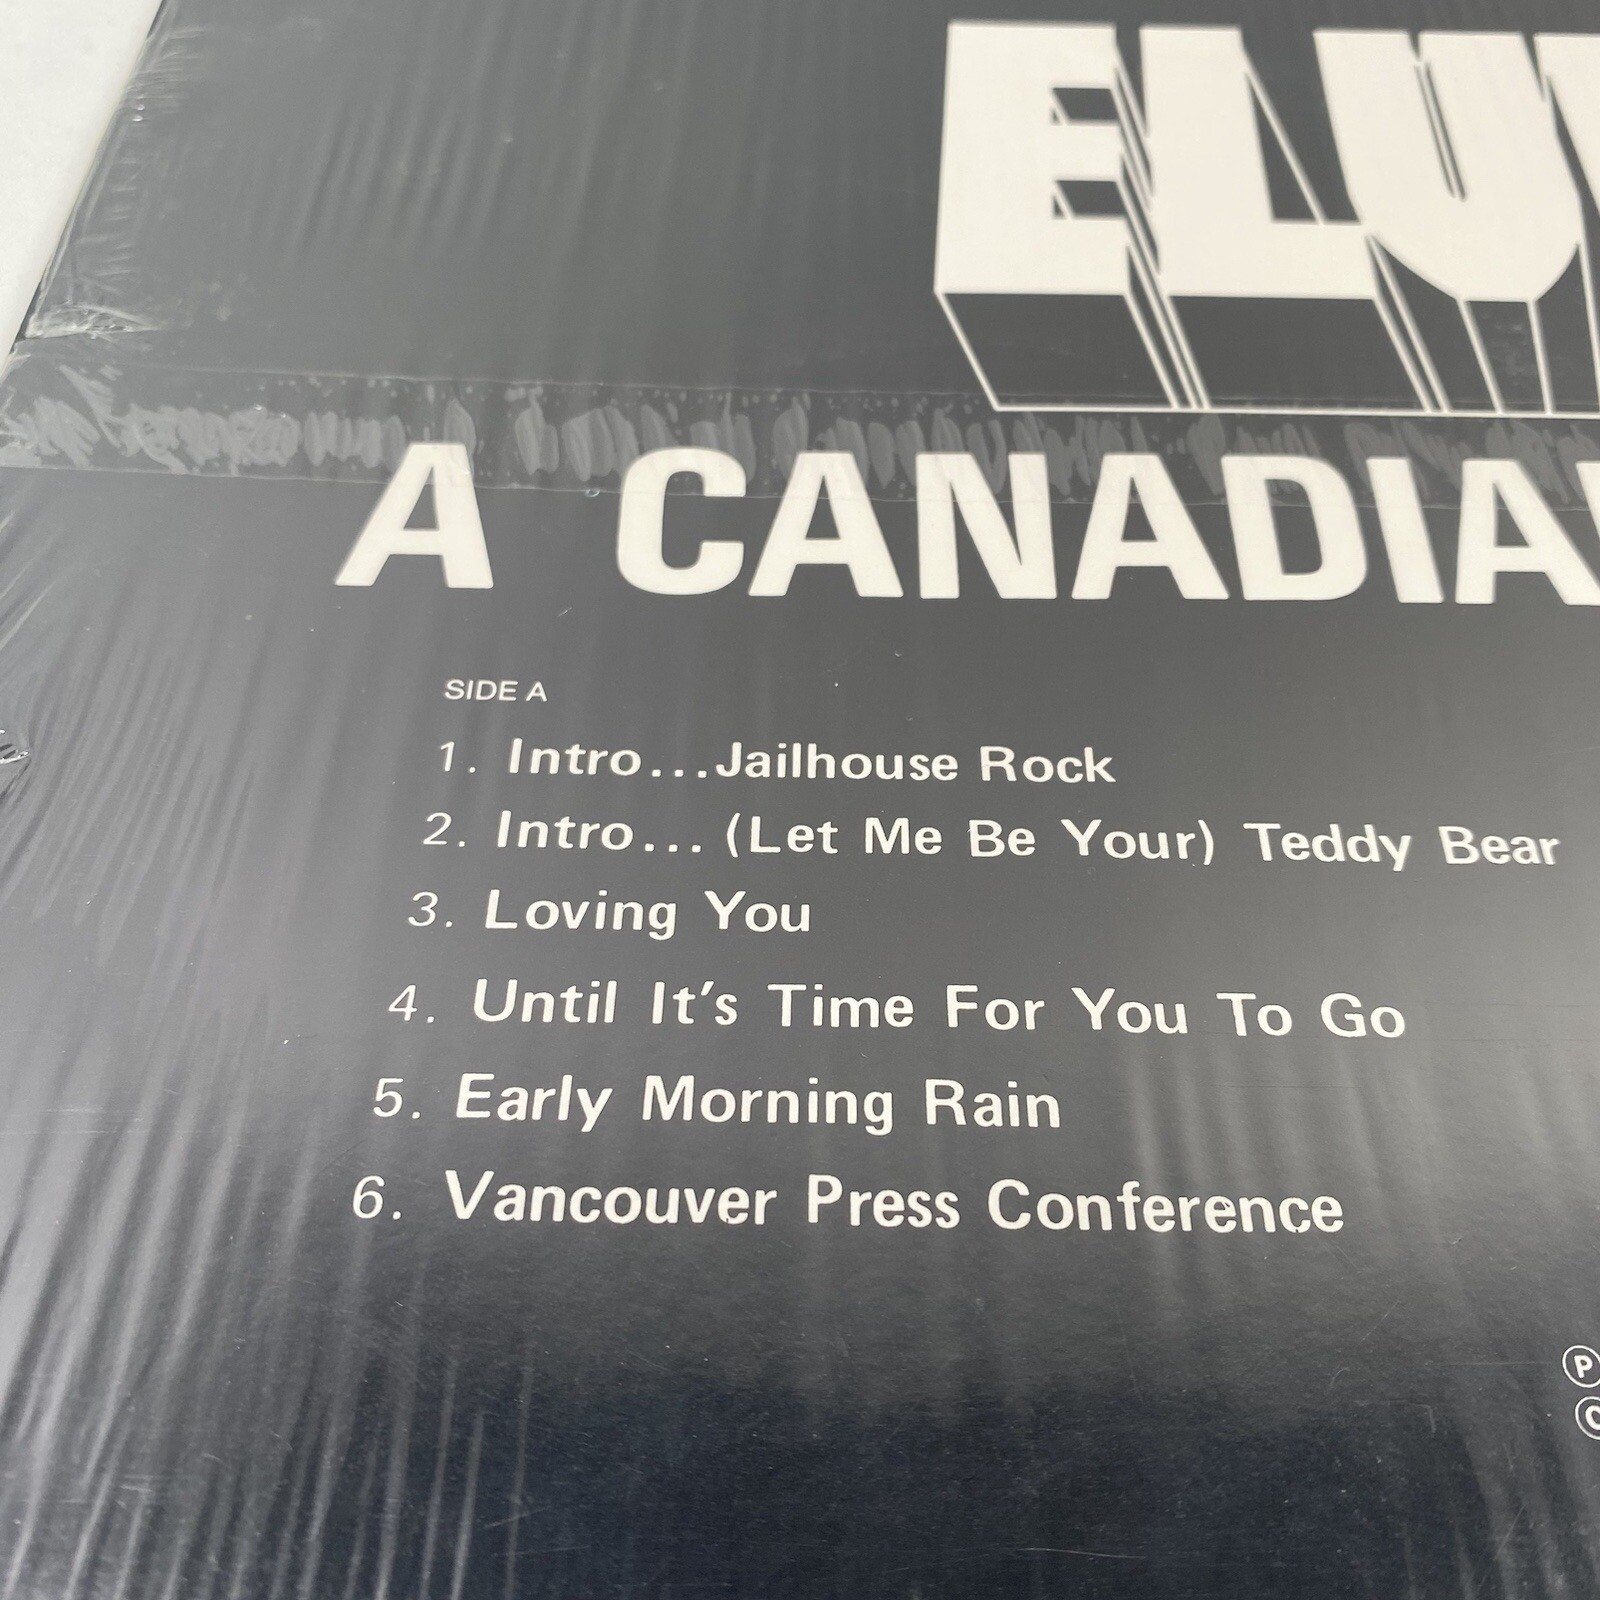 ELV
A CANADIA
SIDE A
1. Intro...Jailhouse Rock
2. Intro... (Let Me Be Your) Teddy Bear
3. Loving You
4. Until It's Time For You To Go
5. Early Morning Rain
6. Vancouver Press Conference
Ⓟ
Ⓒ